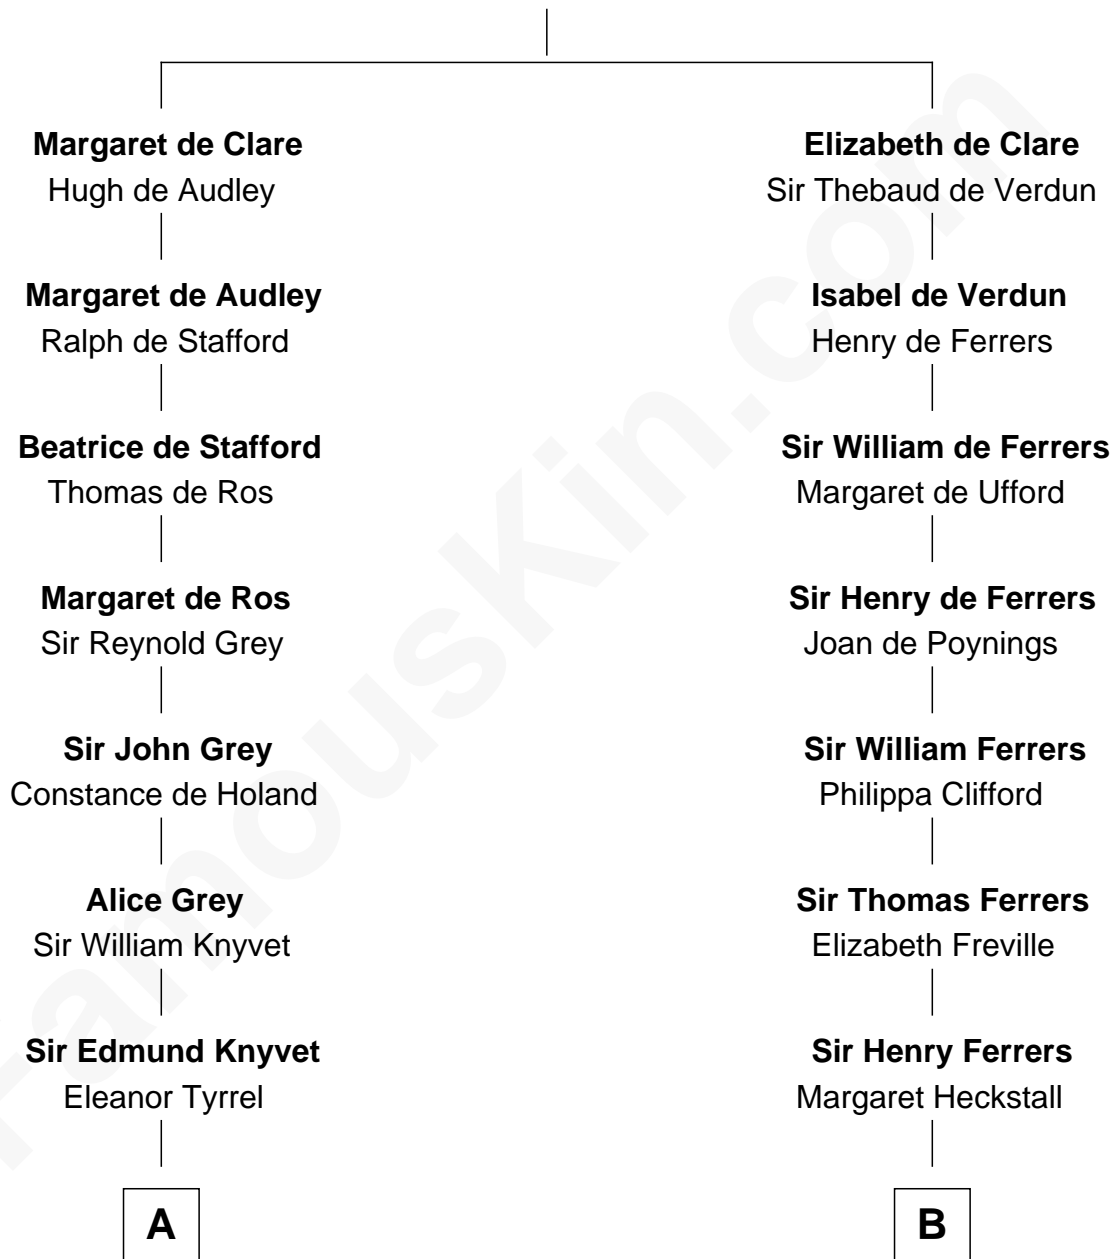 Margaret de Clare
Hugh de Audley
Margaret de Audley
Ralph de Stafford
Beatrice de Stafford
Thomas de Ros
Margaret de Ros
Sir Reynold Grey
Sir John Grey
Constance de Holand
Alice Grey
Sir William Knyvet
Sir Edmund Knyvet
Eleanor Tyrrel
A
Elizabeth de Clare
Sir Thebaud de Verdun
Isabel de Verdun
Henry de Ferrers
Sir William de Ferrers
Margaret de Ufford
Sir Henry de Ferrers
Joan de Poynings
Sir William Ferrers
Philippa Clifford
Sir Thomas Ferrers
Elizabeth Freville
Sir Henry Ferrers
Margaret Heckstall
B
FamousKin.com